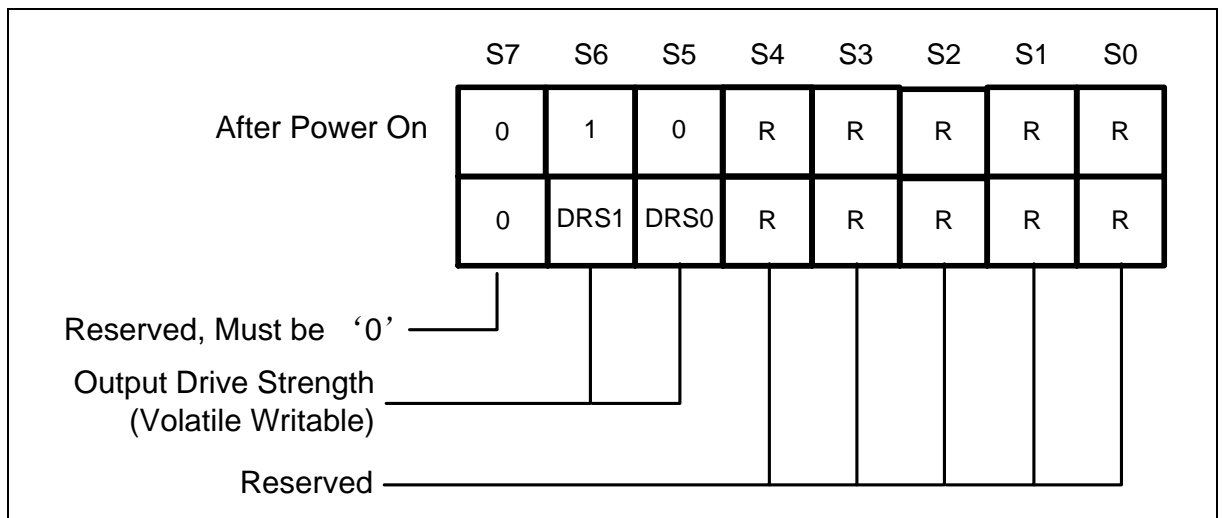 S7 S6 S5 S4 S3 S2 S1 S0
After Power On 0 1 0 R R R R R
0 DRS1 DRS0 R R R R R
Reserved, Must be ‘0’
Output Drive Strength
(Volatile Writable)
Reserved